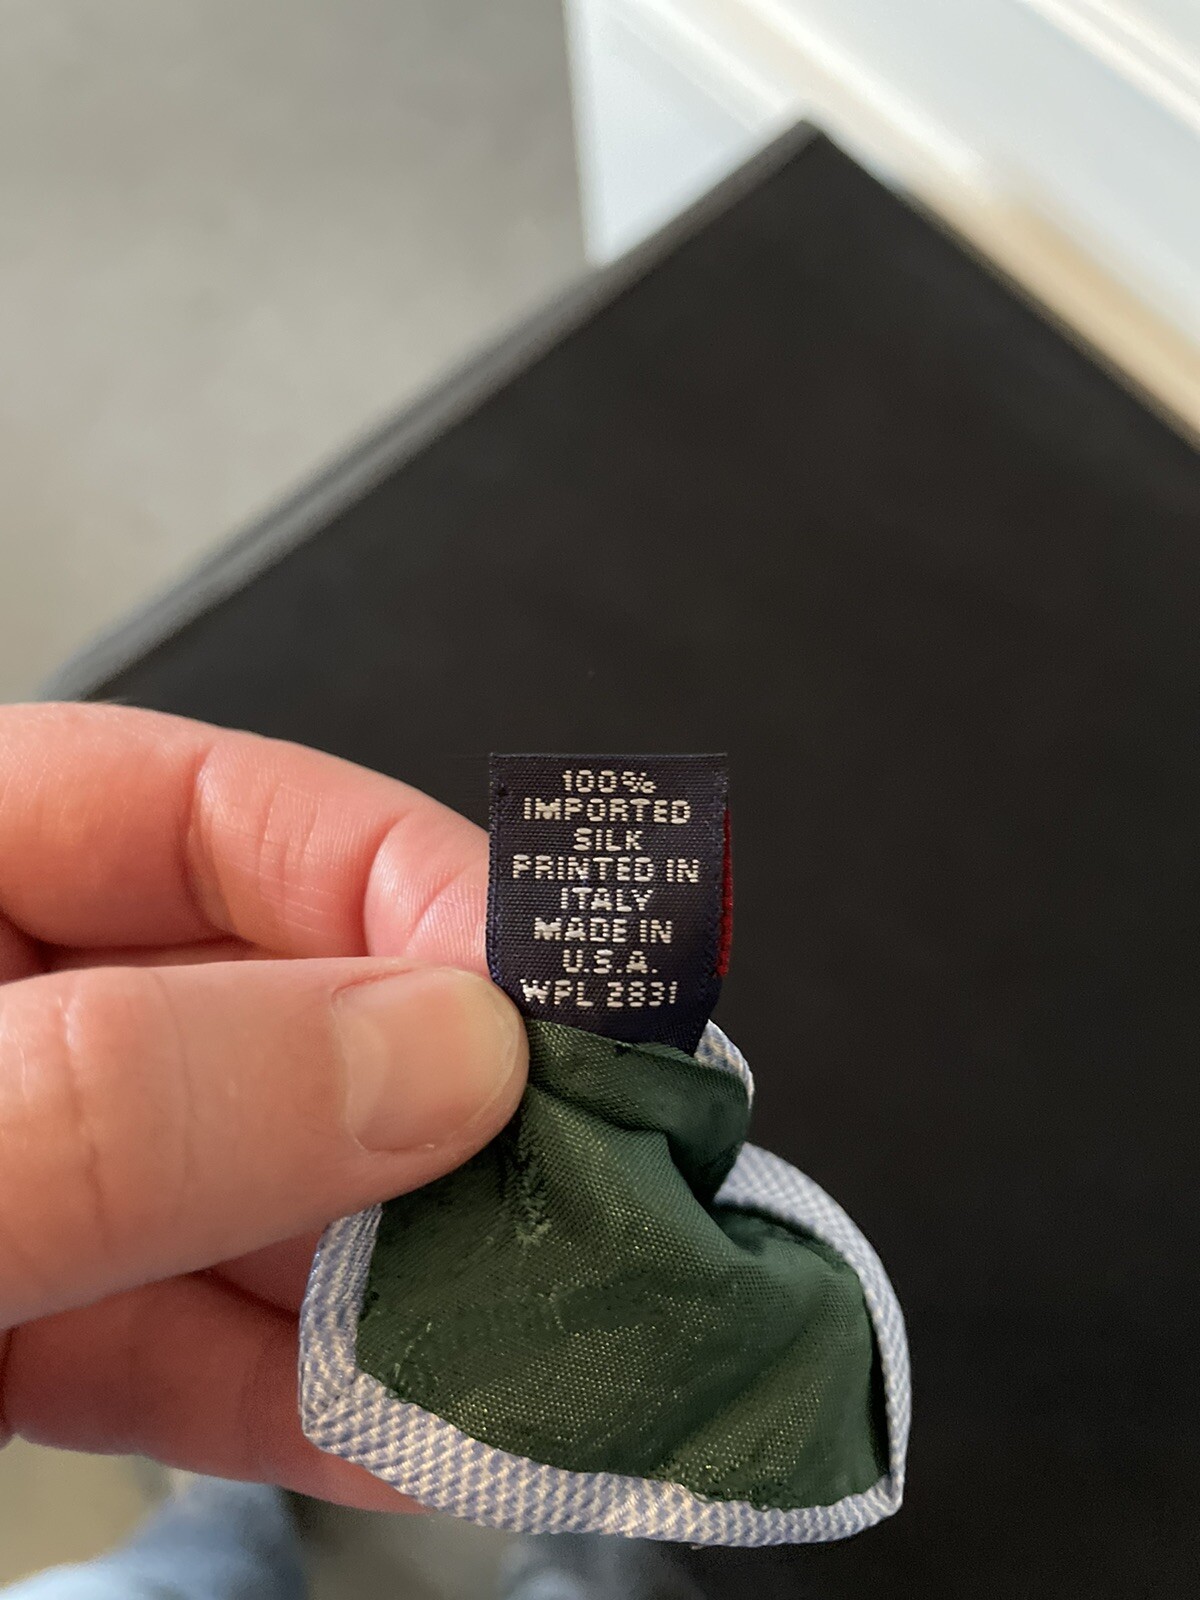 100%
IMPORTED
SILK
PRINTED IN
ITALY
MADE IN
U.S.A.
WPL 2831